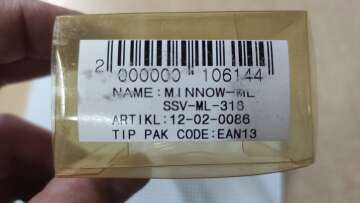 2 000000 106144
NAME:MINNOW-ML
SSV-ML-316
ARTIKL:12-02-0086
TIP PAK CODE:EAN13